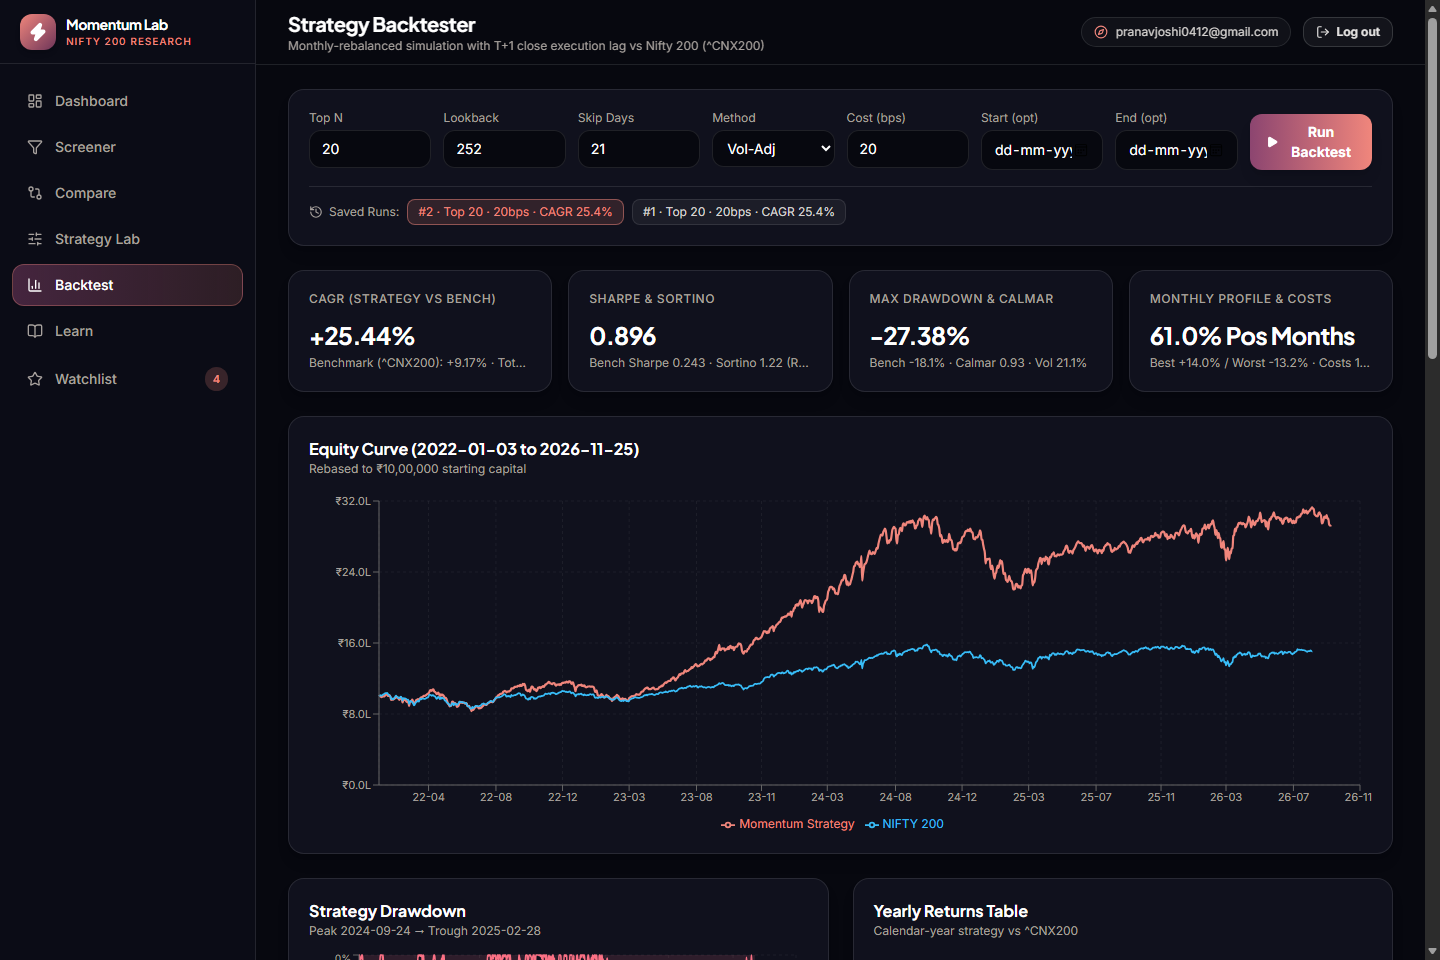 Momentum Lab
NIFTY 200 RESEARCH
Dashboard
Screener
Compare
Strategy Lab
Backtest
Learn
Watchlist
4
Strategy Backtester
Monthly-rebalanced simulation with T+1 close execution lag vs Nifty 200 (^CNX200)
pranavjoshi0412@gmail.com
Log out
Top N
Lookback
Skip Days
Method
Cost (bps)
Start (opt)
End (opt)
20
252
21
Vol-Adj
20
dd-mm-yyy
dd-mm-yyy
Run
Backtest
Saved Runs:
#2 · Top 20 · 20bps · CAGR 25.4%
#1 · Top 20 · 20bps · CAGR 25.4%
CAGR (STRATEGY VS BENCH)
+25.44%
Benchmark (^CNX200): +9.17% · Tot...
SHARPE & SORTINO
0.896
Bench Sharpe 0.243 · Sortino 1.22 (R...
MAX DRAWDOWN & CALMAR
-27.38%
Bench -18.1% · Calmar 0.93 · Vol 21.1%
MONTHLY PROFILE & COSTS
61.0% Pos Months
Best +14.0% / Worst -13.2% · Costs 1...
Equity Curve (2022-01-03 to 2026-11-25)
Rebased to ₹10,00,000 starting capital
₹32.0L
₹24.0L
₹16.0L
₹8.0L
₹0.0L
22-04
22-08
22-12
23-03
23-08
23-11
24-03
24-08
24-12
25-03
25-07
25-11
26-03
26-07
26-11
Momentum Strategy
NIFTY 200
Strategy Drawdown
Peak 2024-09-24 → Trough 2025-02-28
0%
Yearly Returns Table
Calendar-year strategy vs ^CNX200